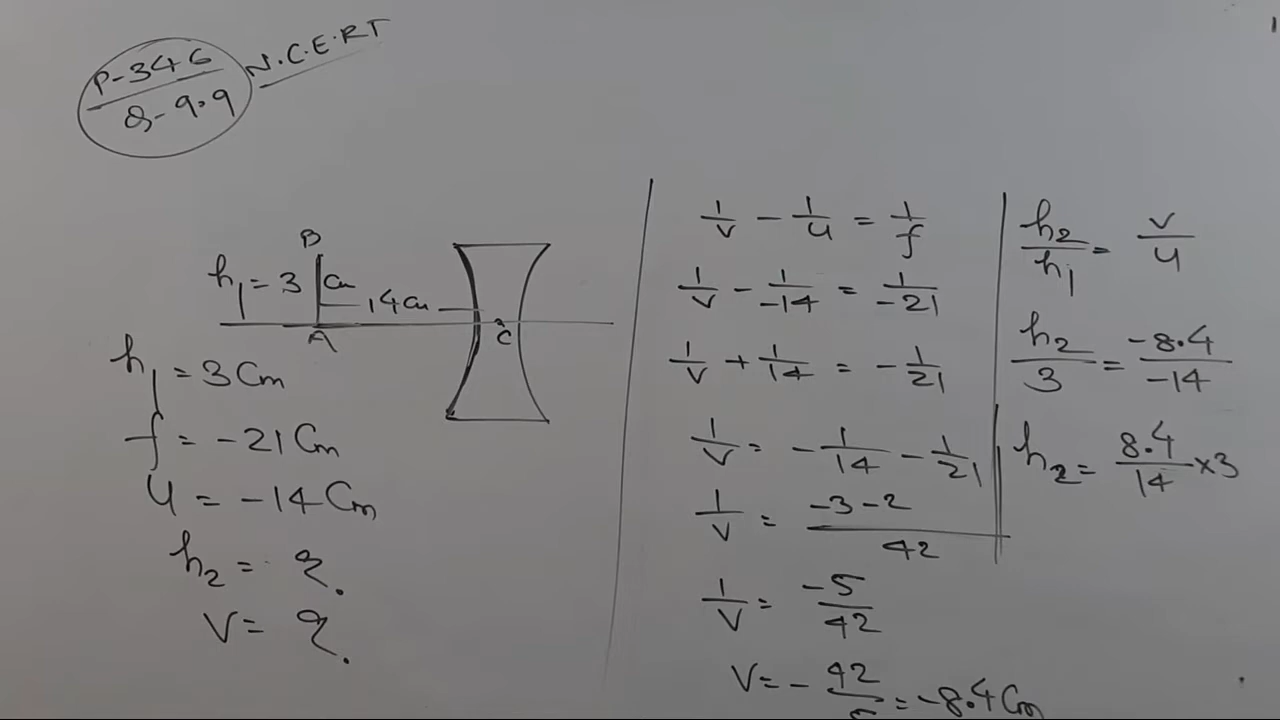 P-346
Q-9.9
N.C.E.R.T
B
h₁ = 3 cm
14 cm
A
C
h₁ = 3 Cm
f = -21 Cm
u = -14 Cm
h₂ = ?
v = ?
1/v - 1/u = 1/f
1/v - 1/-14 = 1/-21
1/v + 1/14 = - 1/21
1/v = - 1/14 - 1/21
1/v = -3-2/42
1/v = -5/42
v = - 42/5 = -8.4 Cm
h₂/h₁ = v/u
h₂/3 = -8.4/-14
h₂ = 8.4/14 × 3